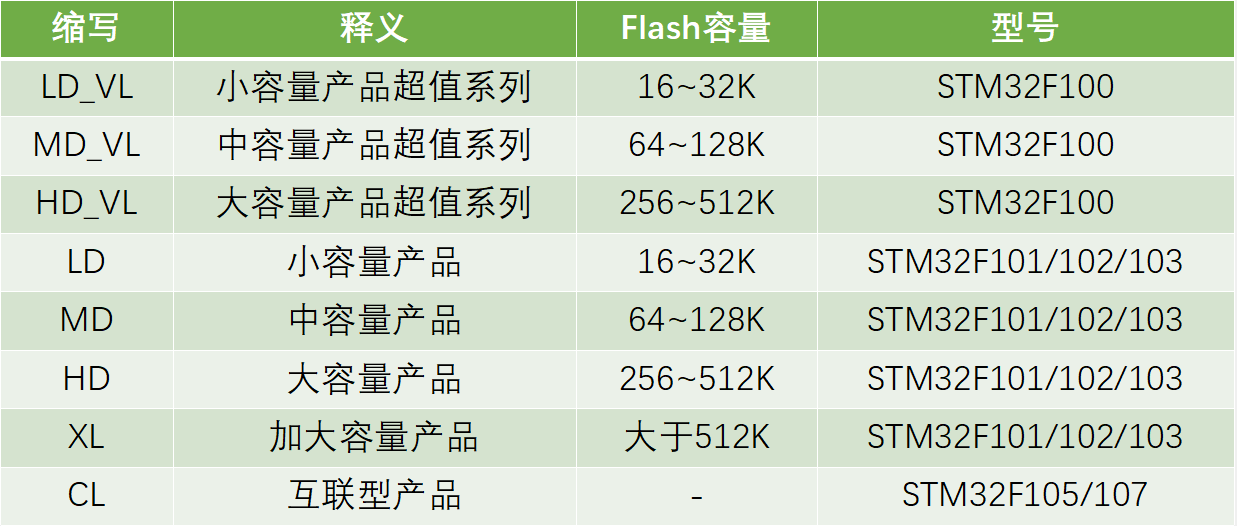 缩写 释义 Flash容量 型号
LD_VL 小容量产品超值系列 16~32K STM32F100
MD_VL 中容量产品超值系列 64~128K STM32F100
HD_VL 大容量产品超值系列 256~512K STM32F100
LD 小容量产品 16~32K STM32F101/102/103
MD 中容量产品 64~128K STM32F101/102/103
HD 大容量产品 256~512K STM32F101/102/103
XL 加大容量产品 大于512K STM32F101/102/103
CL 互联型产品 - STM32F105/107